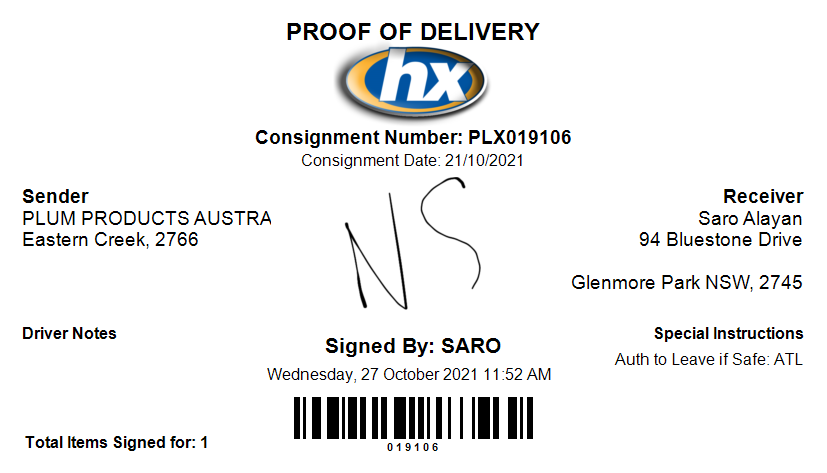 PROOF OF DELIVERY
hx
Consignment Number: PLX019106
Consignment Date: 21/10/2021
Sender
PLUM PRODUCTS AUSTRA
Eastern Creek, 2766
NS
Receiver
Saro Alayan
94 Bluestone Drive
Glenmore Park NSW, 2745
Driver Notes
Signed By: SARO
Wednesday, 27 October 2021 11:52 AM
Special Instructions
Auth to Leave if Safe: ATL
019106
Total Items Signed for: 1